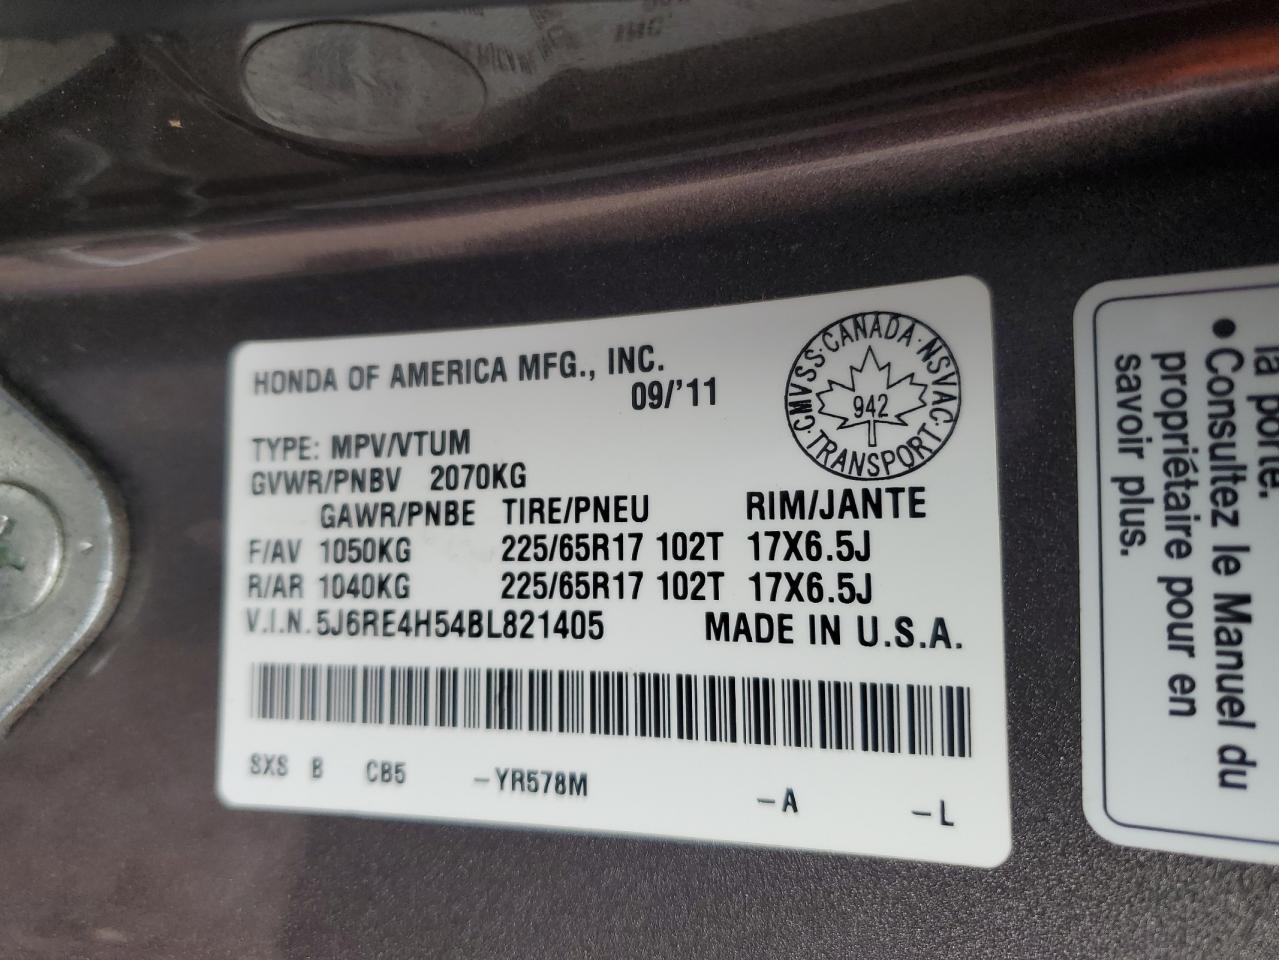 HONDA OF AMERICA MFG., INC.
09/'11
CMVSS·CANADA·NSVAC·TRANSPORT·
942
TYPE: MPV/VTUM
GVWR/PNBV 2070KG
GAWR/PNBE TIRE/PNEU RIM/JANTE
F/AV 1050KG 225/65R17 102T 17X6.5J
R/AR 1040KG 225/65R17 102T 17X6.5J
V.I.N. 5J6RE4H54BL821405 MADE IN U.S.A.
SXS B CB5 -YR578M -A -L
la porte.
• Consultez le Manuel du
propriétaire pour en
savoir plus.